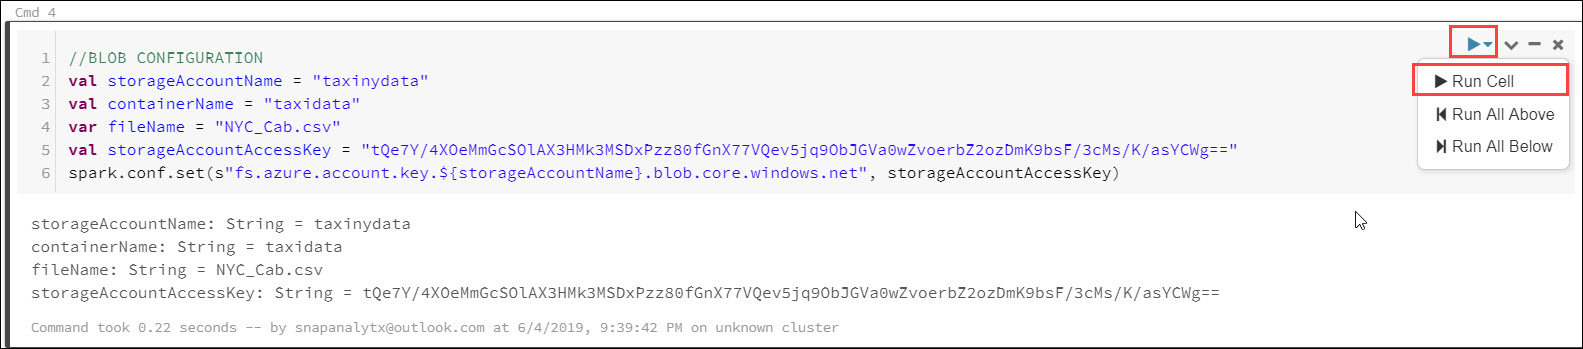 Cmd 4
1 //BLOB CONFIGURATION
2 val storageAccountName = "taxinydata"
3 val containerName = "taxidata"
4 var fileName = "NYC_Cab.csv"
5 val storageAccountAccessKey = "tQe7Y/4XOeMmGcSOlAX3HMk3MSDxPzz80fGnX77VQev5jq9ObJGVa0wZvoerbZ2ozDmK9bsF/3cMs/K/asYCWg=="
6 spark.conf.set(s"fs.azure.account.key.${storageAccountName}.blob.core.windows.net", storageAccountAccessKey)
Run Cell
Run All Above
Run All Below
storageAccountName: String = taxinydata
containerName: String = taxidata
fileName: String = NYC_Cab.csv
storageAccountAccessKey: String = tQe7Y/4XOeMmGcSOlAX3HMk3MSDxPzz80fGnX77VQev5jq9ObJGVa0wZvoerbZ2ozDmK9bsF/3cMs/K/asYCWg==
Command took 0.22 seconds -- by snapanalytx@outlook.com at 6/4/2019, 9:39:42 PM on unknown cluster